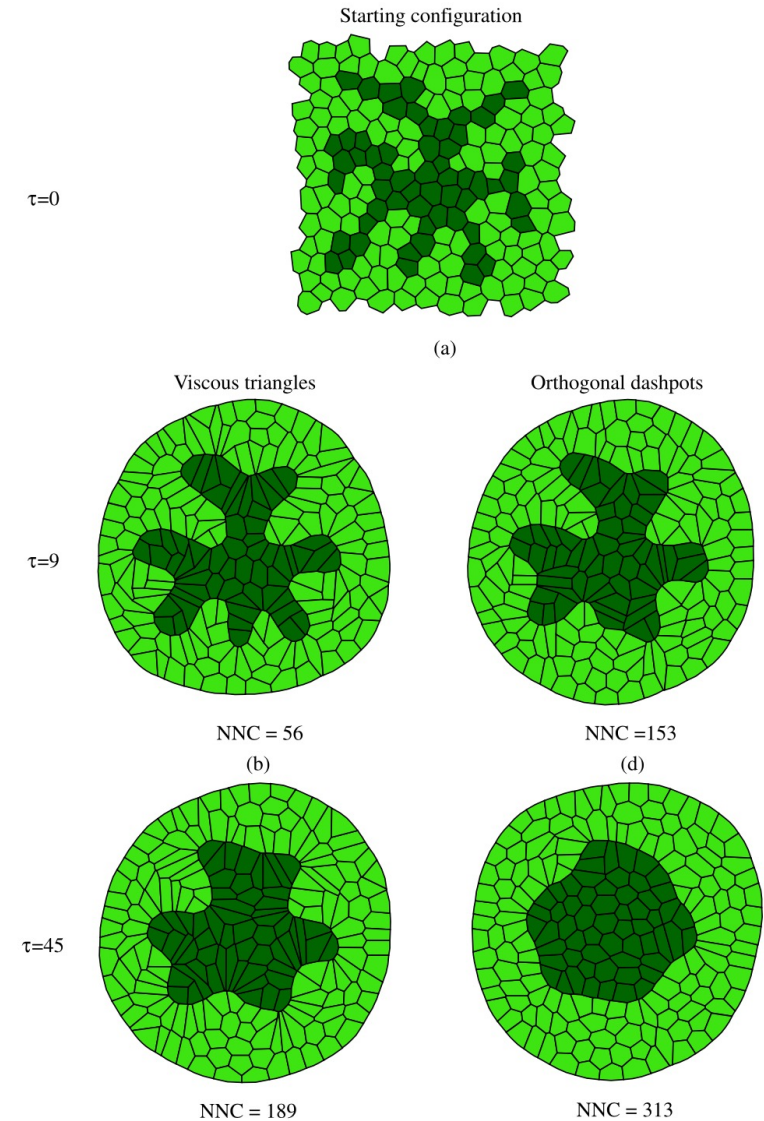 Starting configuration
τ=0
(a)
Viscous triangles
Orthogonal dashpots
τ=9
NNC = 56
NNC =153
(b)
(d)
τ=45
NNC = 189
NNC = 313